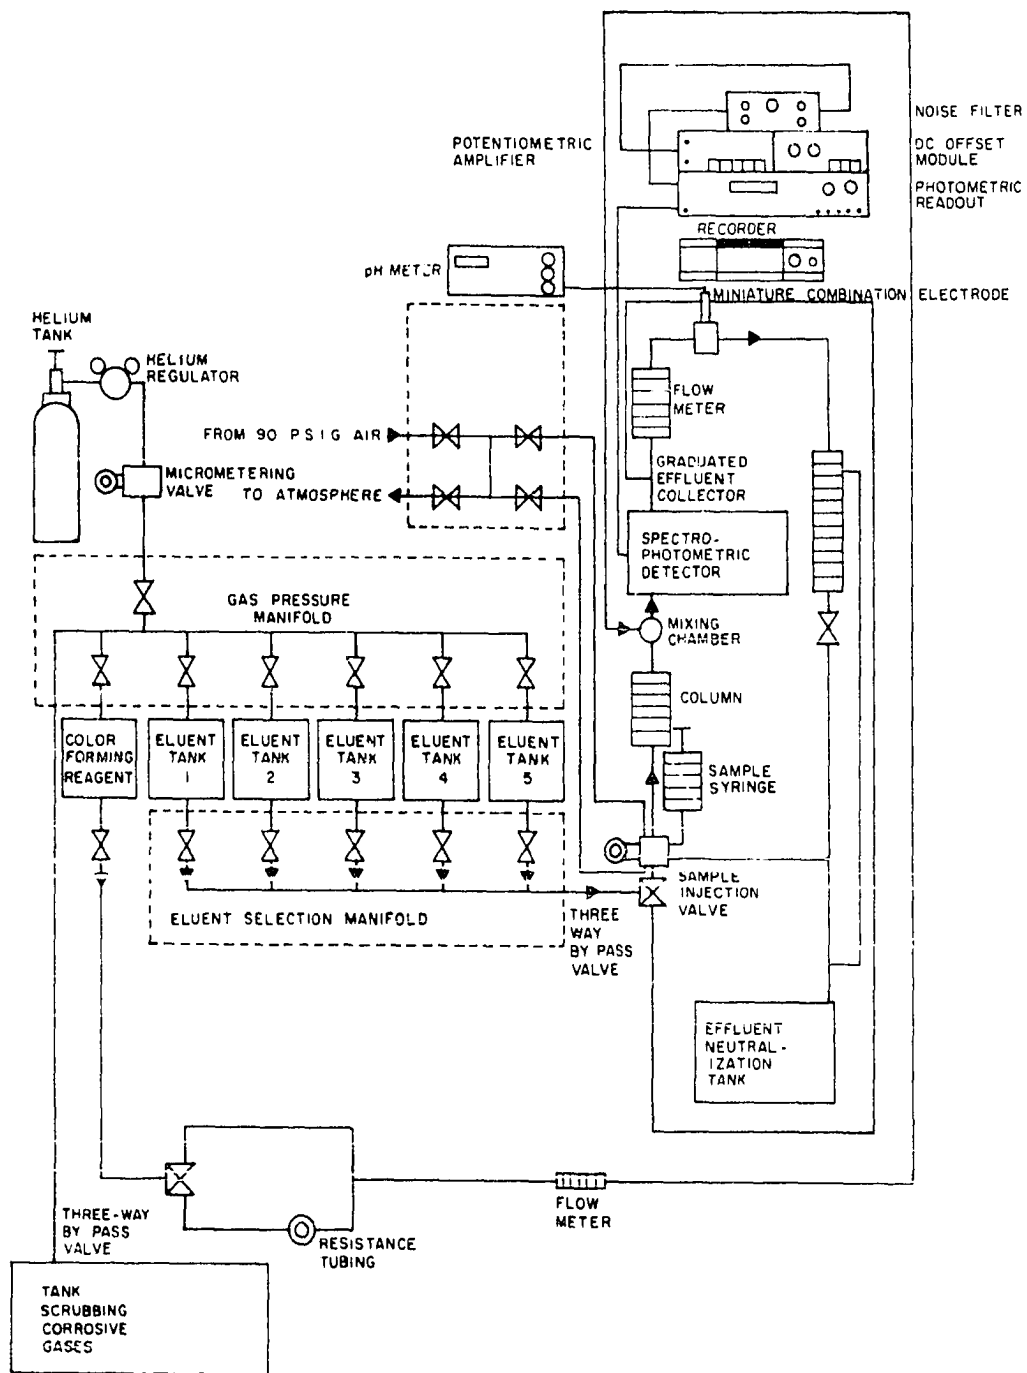 NOISE FILTER
POTENTIOMETRIC
AMPLIFIER
DC OFFSET
MODULE
PHOTOMETRIC
READOUT
RECORDER
pH METER
MINIATURE COMBINATION ELECTRODE
HELIUM
TANK
HELIUM
REGULATOR
FLOW
METER
FROM 90 PSIG AIR
MICROMETERING
VALVE
TO ATMOSPHERE
GRADUATED
EFFLUENT
COLLECTOR
SPECTRO-
PHOTOMETRIC
DETECTOR
GAS PRESSURE
MANIFOLD
MIXING
CHAMBER
COLUMN
COLOR
FORMING
REAGENT
ELUENT
TANK
1
ELUENT
TANK
2
ELUENT
TANK
3
ELUENT
TANK
4
ELUENT
TANK
5
SAMPLE
SYRINGE
SAMPLE
INJECTION
VALVE
ELUENT SELECTION MANIFOLD
THREE
WAY
BY PASS
VALVE
EFFLUENT
NEUTRAL-
IZATION
TANK
THREE-WAY
BY PASS
VALVE
RESISTANCE
TUBING
FLOW
METER
TANK
SCRUBBING
CORROSIVE
GASES